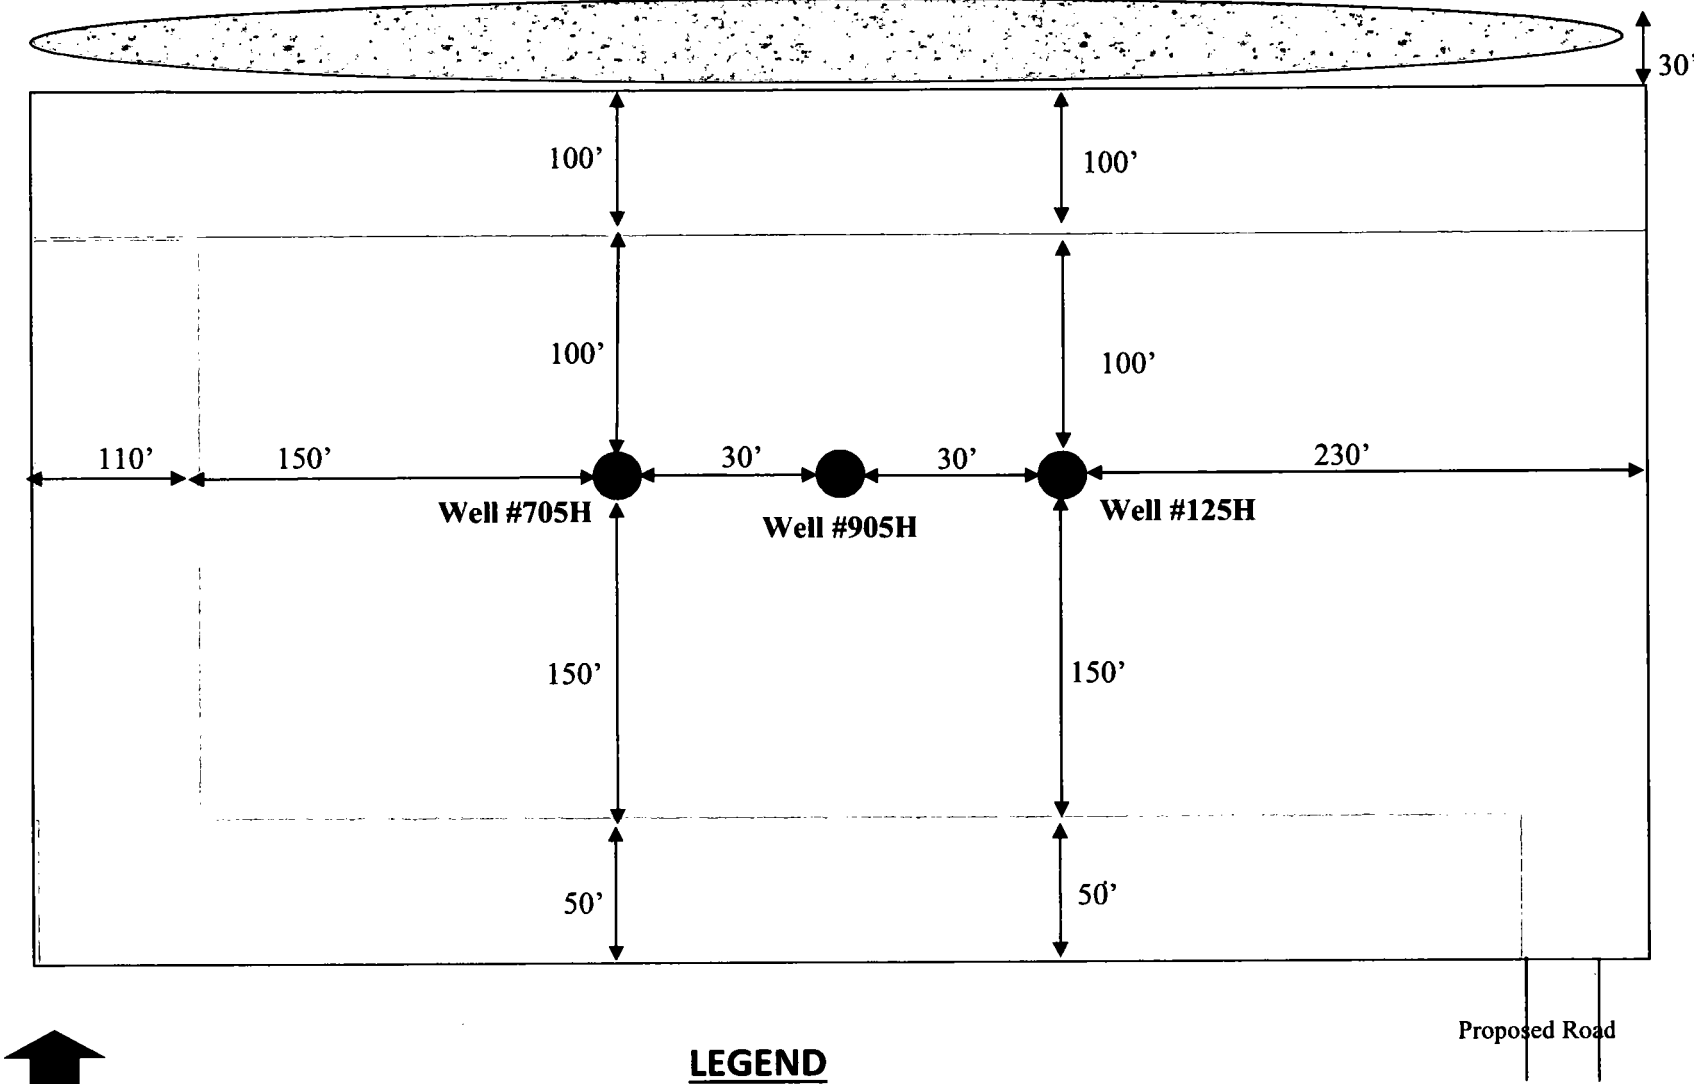 30'
100’ 100’
100’ 100’
110’ 150’ 30’ 30’ 230’
Well #705H Well #905H Well #125H
150’ 150’
50’ 50’
Proposed Road
LEGEND